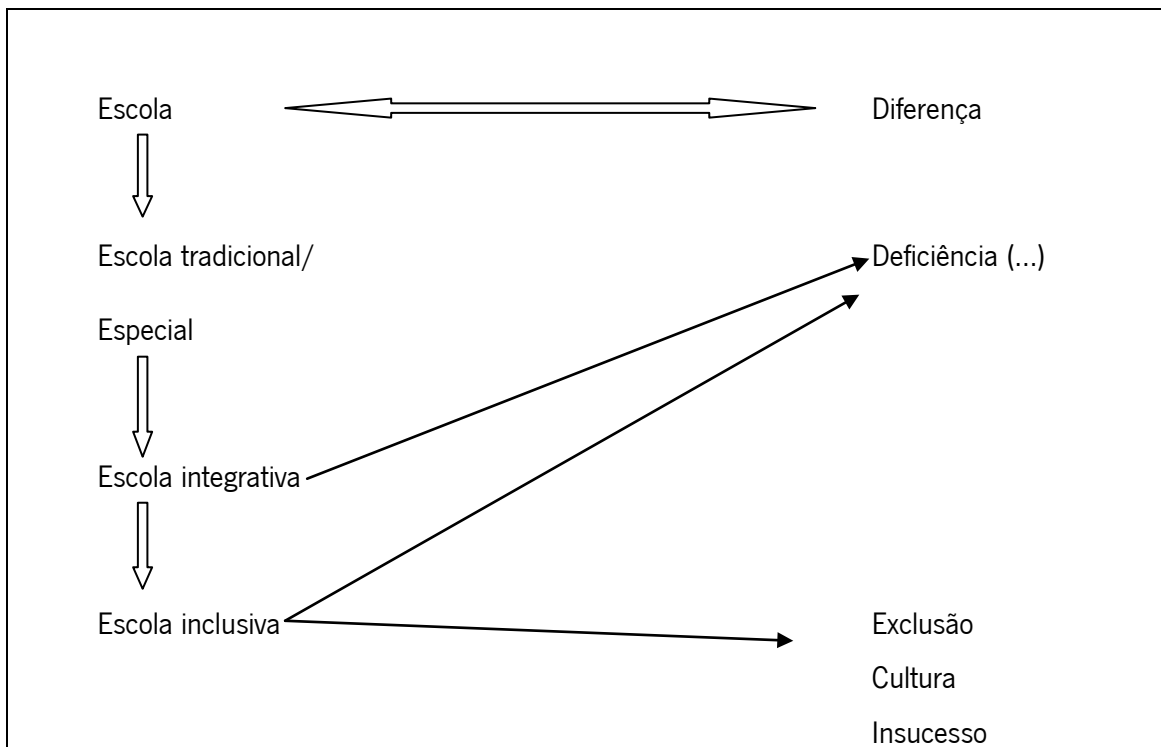 Escola
Diferença
Escola tradicional/
Deficiência (...)
Especial
Escola integrativa
Escola inclusiva
Exclusão
Cultura
Insucesso